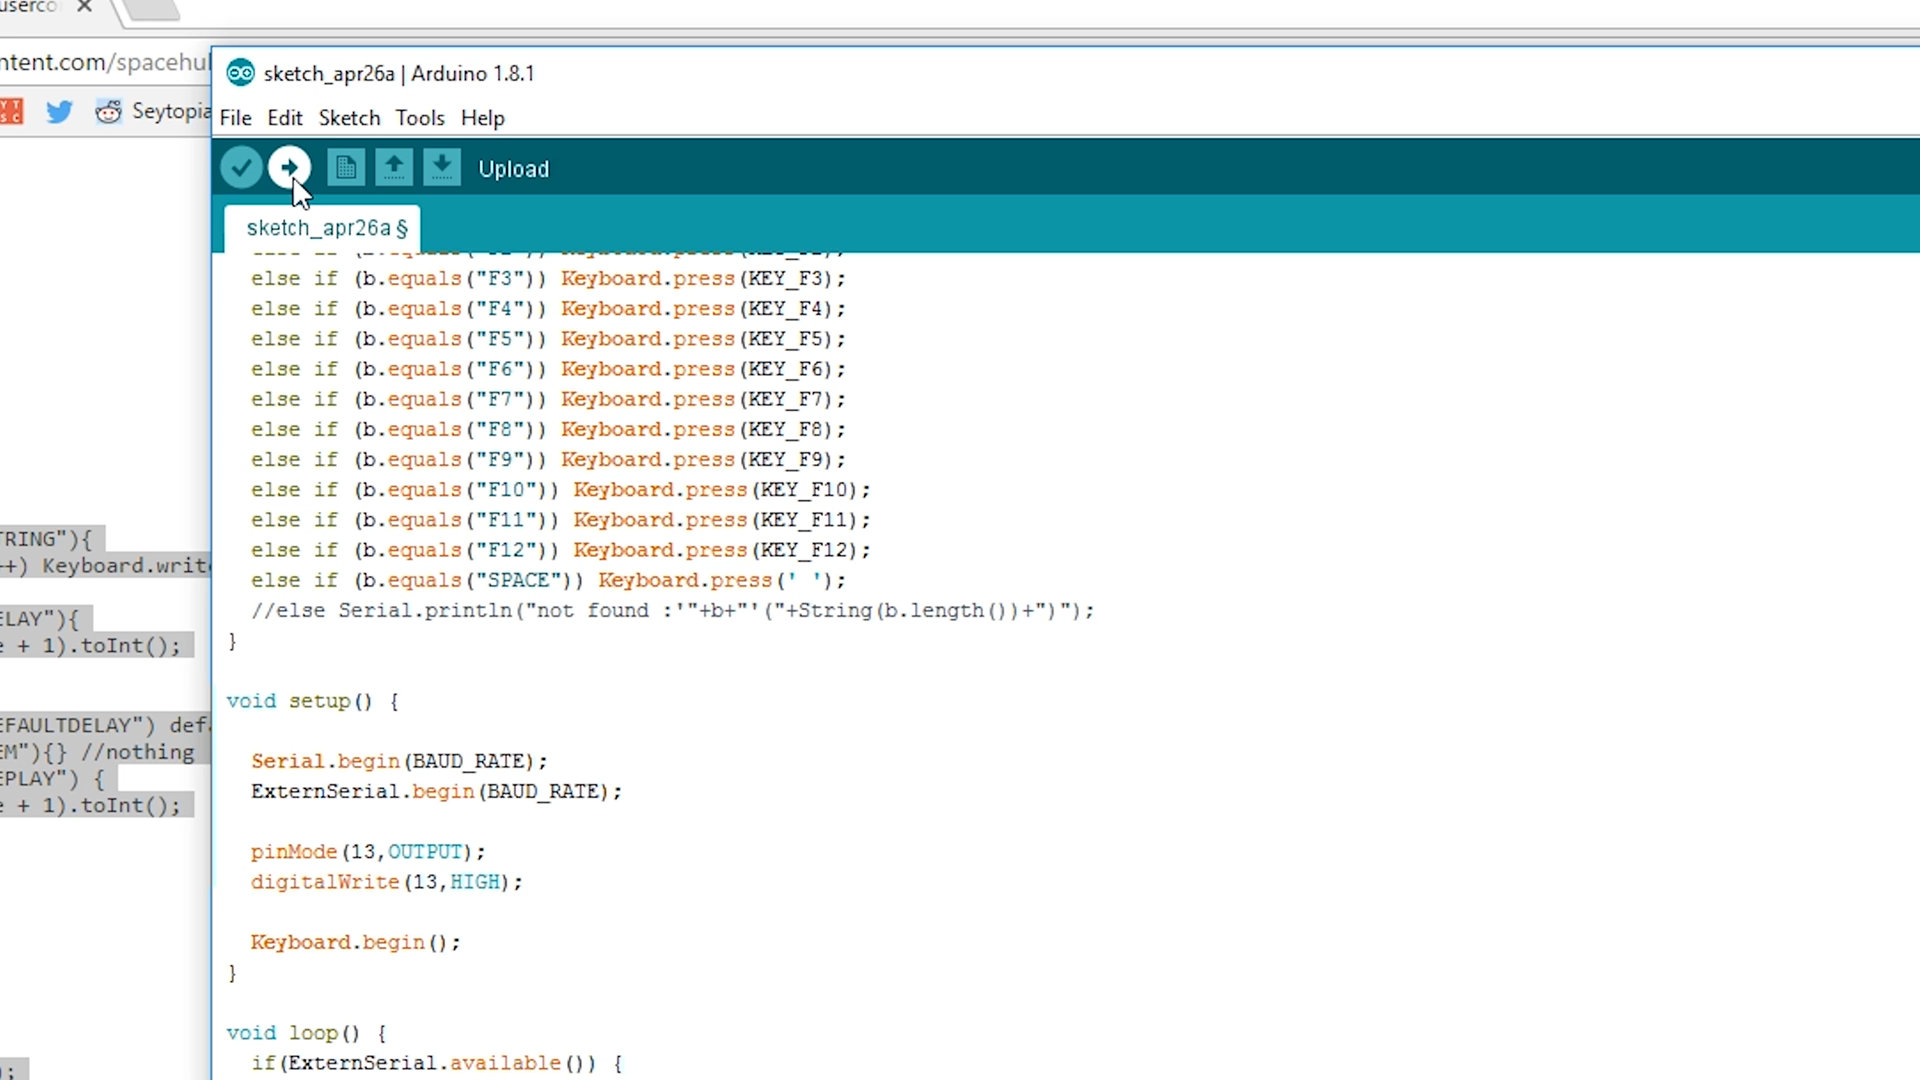 ntent.com/spacehu
Seytopia
sketch_apr26a | Arduino 1.8.1
File Edit Sketch Tools Help
Upload
sketch_apr26a §
else if (b.equals("F3")) Keyboard.press(KEY_F3);
else if (b.equals("F4")) Keyboard.press(KEY_F4);
else if (b.equals("F5")) Keyboard.press(KEY_F5);
else if (b.equals("F6")) Keyboard.press(KEY_F6);
else if (b.equals("F7")) Keyboard.press(KEY_F7);
else if (b.equals("F8")) Keyboard.press(KEY_F8);
else if (b.equals("F9")) Keyboard.press(KEY_F9);
else if (b.equals("F10")) Keyboard.press(KEY_F10);
else if (b.equals("F11")) Keyboard.press(KEY_F11);
else if (b.equals("F12")) Keyboard.press(KEY_F12);
else if (b.equals("SPACE")) Keyboard.press(' ');
//else Serial.println("not found :'"+b+"'("+String(b.length())+")");
}
void setup() {
Serial.begin(BAUD_RATE);
ExternSerial.begin(BAUD_RATE);
pinMode(13,OUTPUT);
digitalWrite(13,HIGH);
Keyboard.begin();
}
void loop() {
if(ExternSerial.available()) {
TRING"){
++) Keyboard.write
ELAY"){
e + 1).toInt();
EFAULTDELAY") defa
EM"){} //nothing
EPLAY") {
e + 1).toInt();
);